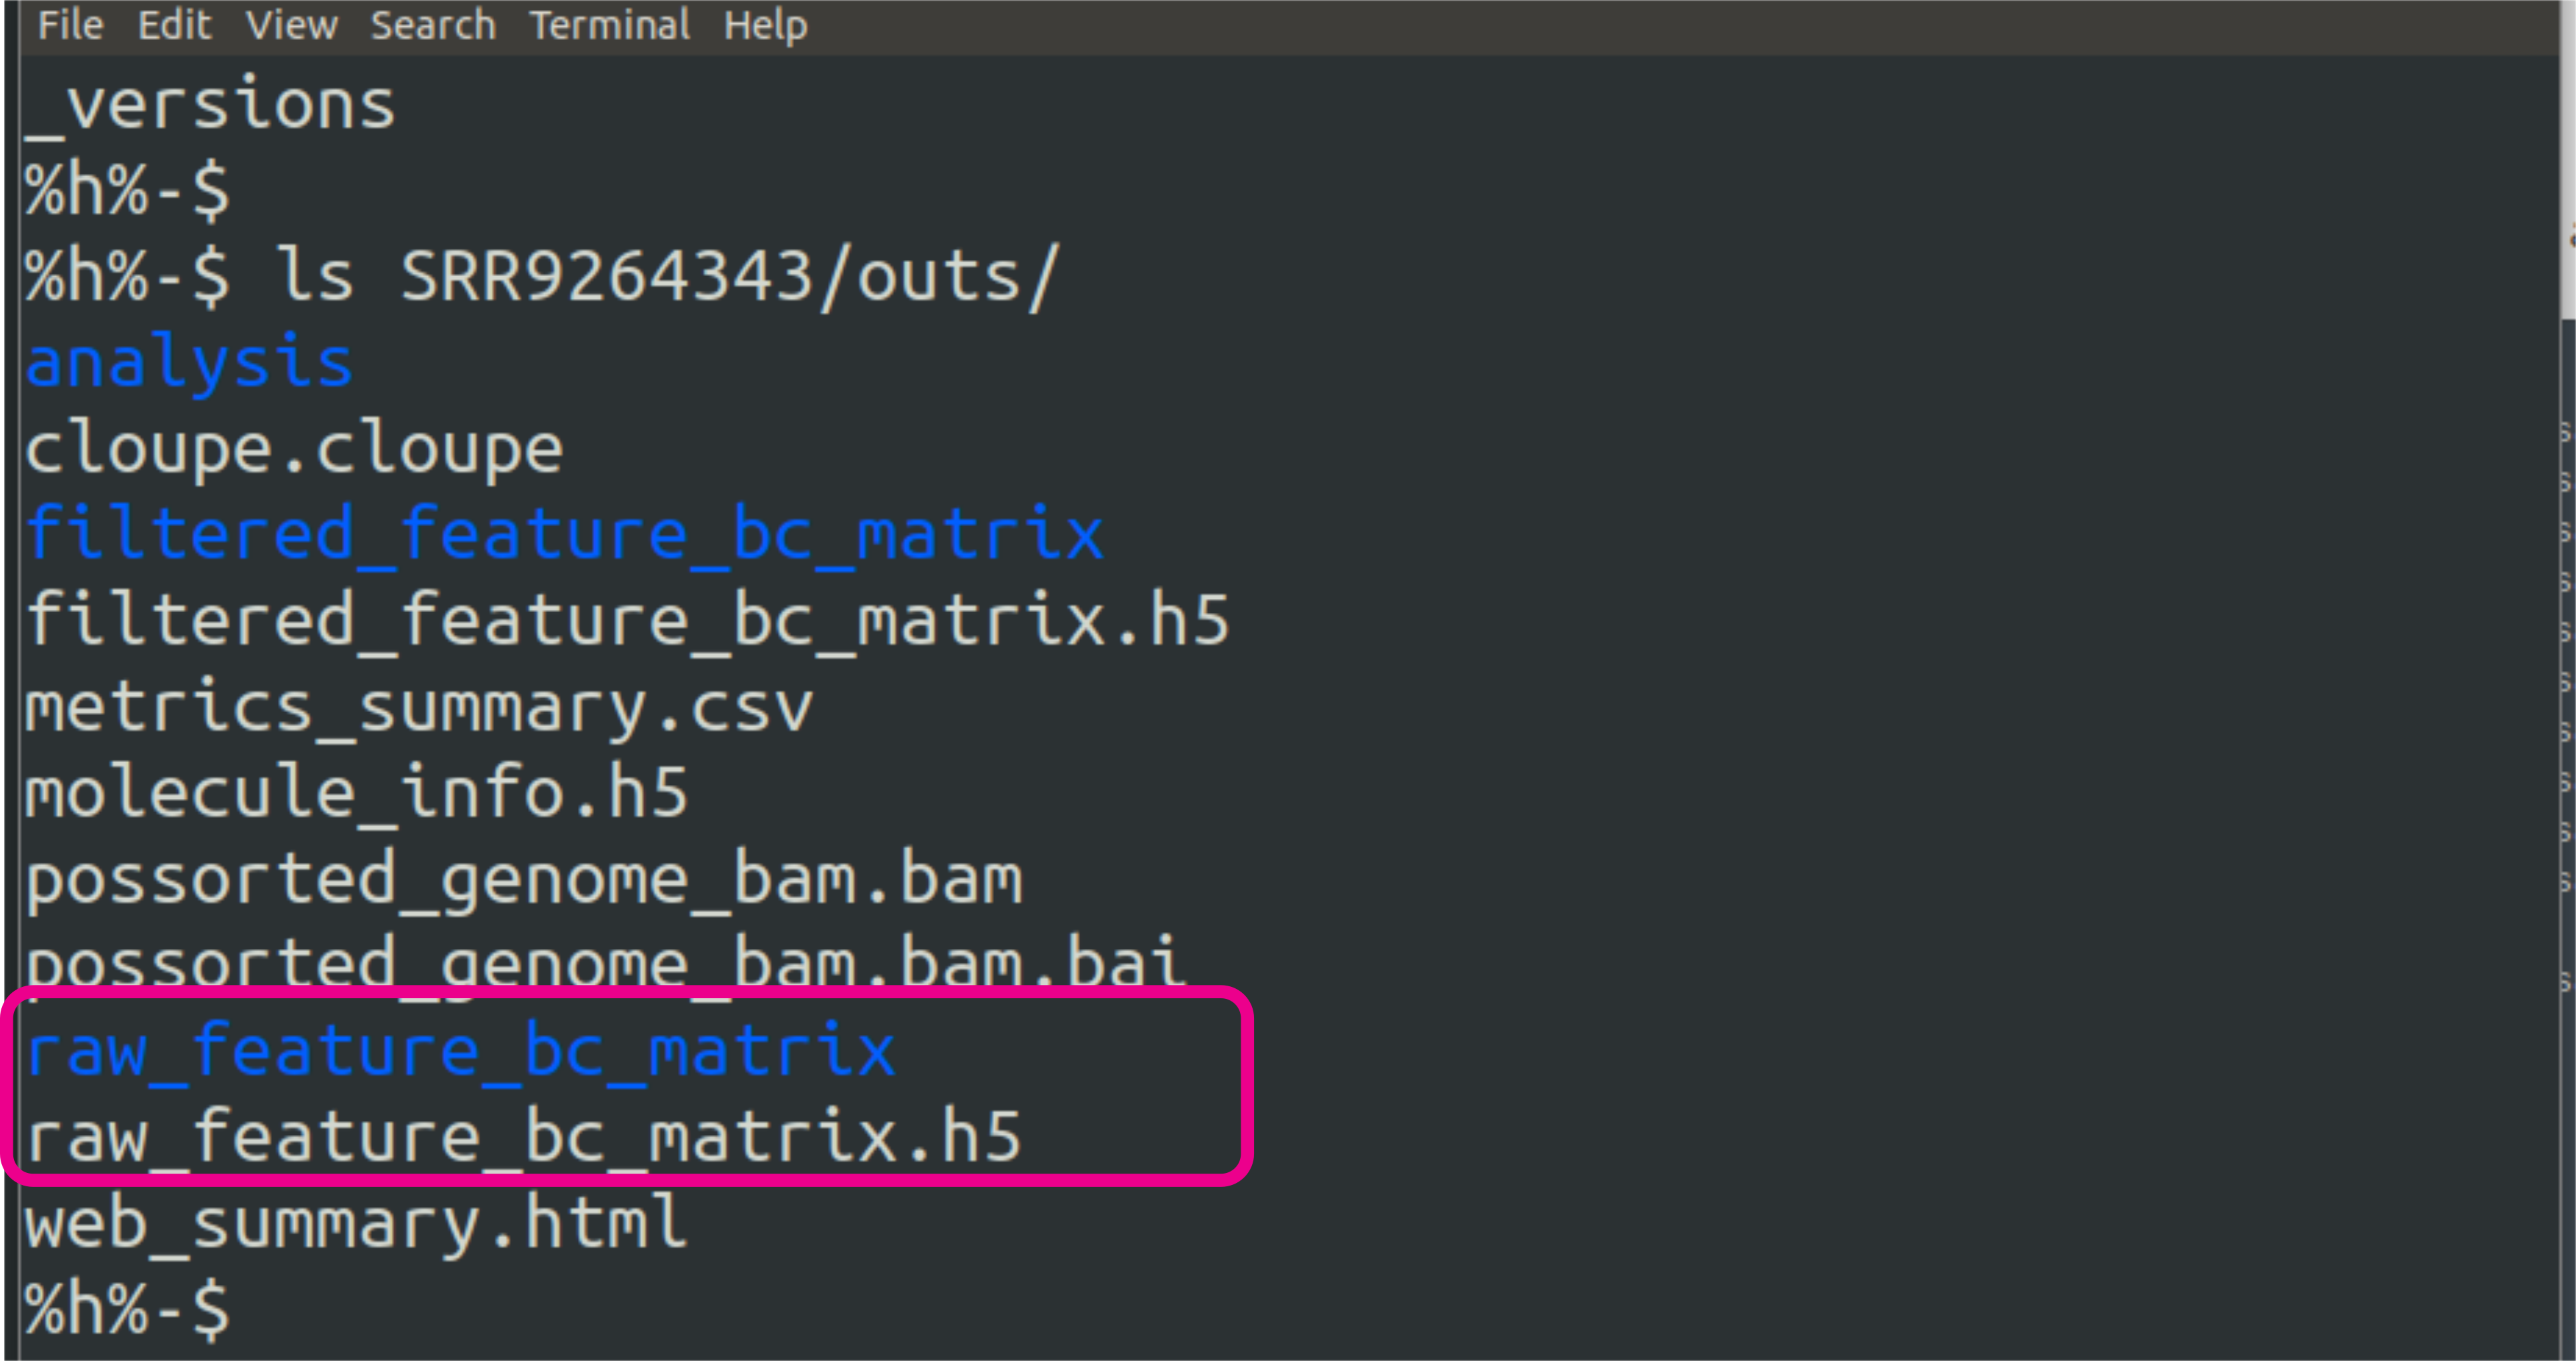 File Edit View Search Terminal Help
_versions
%h%-$
%h%-$ ls SRR9264343/outs/
analysis
cloupe.cloupe
filtered_feature_bc_matrix
filtered_feature_bc_matrix.h5
metrics_summary.csv
molecule_info.h5
possorted_genome_bam.bam
possorted_genome_bam.bam.bai
raw_feature_bc_matrix
raw_feature_bc_matrix.h5
web_summary.html
%h%-$